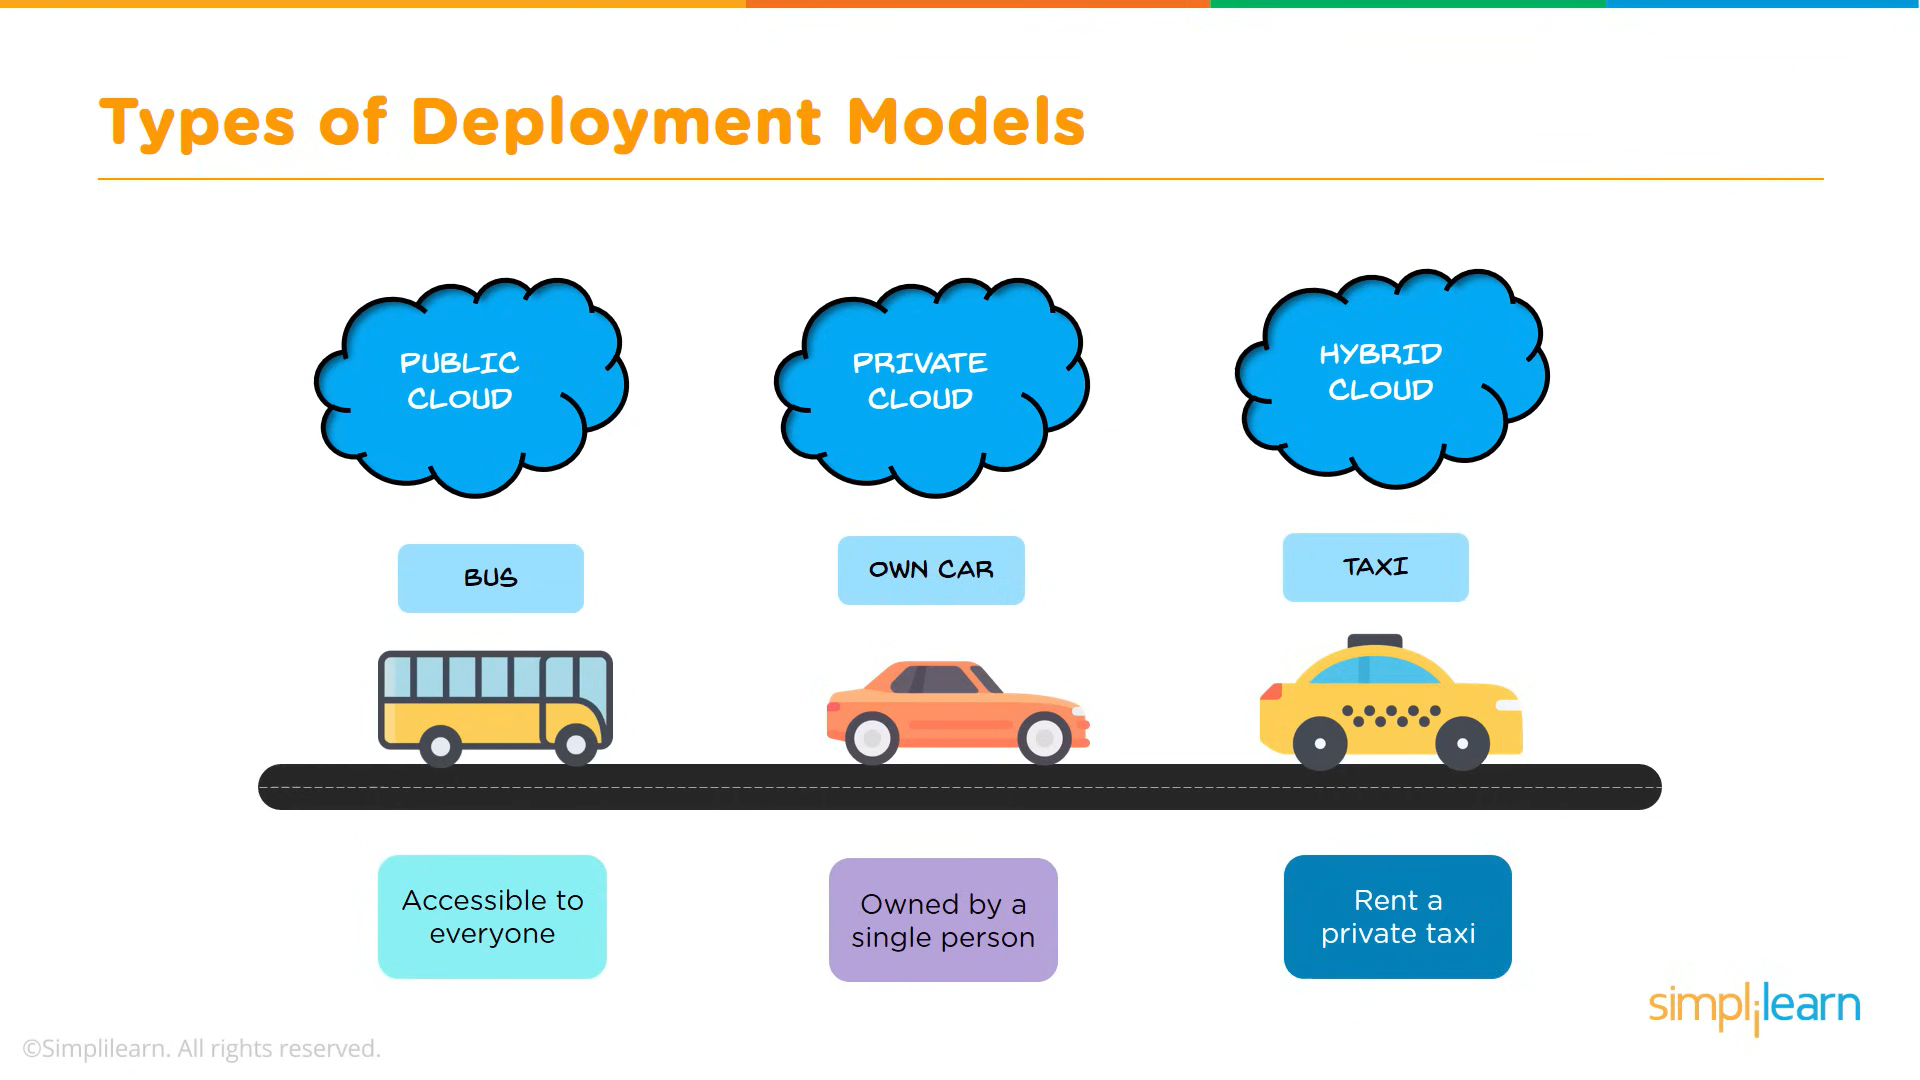 Types of Deployment Models
PUBLIC
CLOUD
PRIVATE
CLOUD
HYBRID
CLOUD
BUS
OWN CAR
TAXI
Accessible to
everyone
Owned by a
single person
Rent a
private taxi
simplilearn
©Simplilearn. All rights reserved.